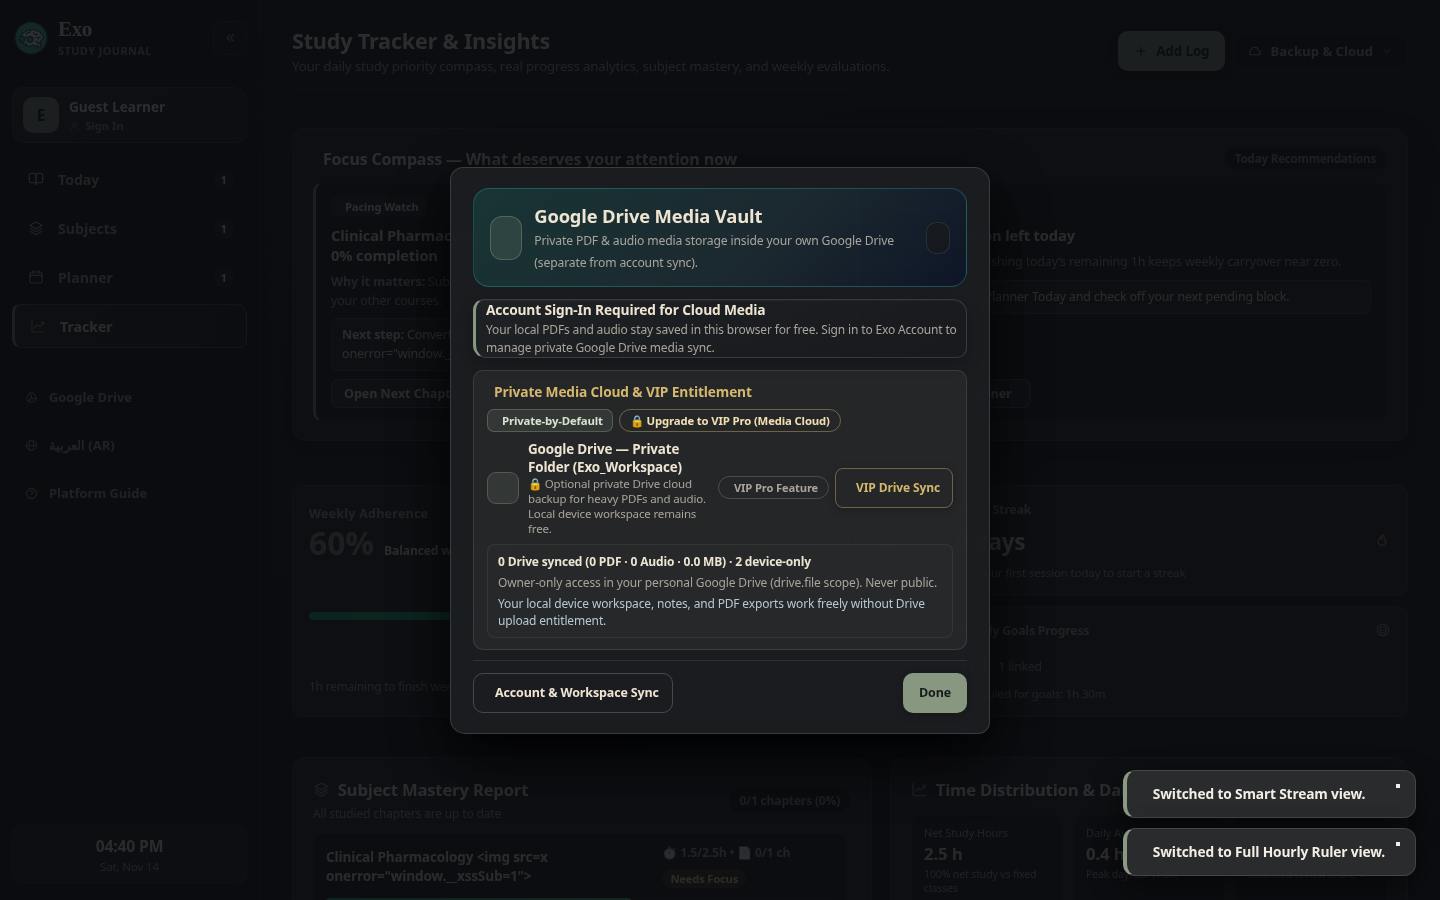 Exo
STUDY JOURNAL
«
E
Guest Learner
Sign In
Today 1
Subjects 1
Planner 1
Tracker
Google Drive
العربية (AR)
Platform Guide
04:40 PM
Sat, Nov 14
Study Tracker & Insights
Your daily study priority compass, real progress analytics, subject mastery, and weekly evaluations.
+ Add Log
Backup & Cloud
Focus Compass — What deserves your attention now
Today Recommendations
Pacing Watch
Clinical Pharmac
0% completion
Why it matters: Sub
your other courses
Next step: Convert
onerror="window._
Open Next Chapt
n left today
shing today's remaining 1h keeps weekly carryover near zero.
lanner Today and check off your next pending block.
ner
Google Drive Media Vault
Private PDF & audio media storage inside your own Google Drive
(separate from account sync).
Account Sign-In Required for Cloud Media
Your local PDFs and audio stay saved in this browser for free. Sign in to Exo Account to
manage private Google Drive media sync.
Private Media Cloud & VIP Entitlement
Private-by-Default
🔒 Upgrade to VIP Pro (Media Cloud)
Google Drive — Private
Folder (Exo_Workspace)
🔒 Optional private Drive cloud
backup for heavy PDFs and audio.
Local device workspace remains
free.
VIP Pro Feature
VIP Drive Sync
0 Drive synced (0 PDF · 0 Audio · 0.0 MB) · 2 device-only
Owner-only access in your personal Google Drive (drive.file scope). Never public.
Your local device workspace, notes, and PDF exports work freely without Drive
upload entitlement.
Account & Workspace Sync
Done
Weekly Adherence
60% Balanced w
1h remaining to finish wee
Streak
ays
ur first session today to start a streak
y Goals Progress
1 linked
led for goals: 1h 30m
Subject Mastery Report
All studied chapters are up to date
0/1 chapters (0%)
Clinical Pharmacology <img src=x
onerror="window.__xssSub=1">
1.5/2.5h • 0/1 ch
Needs Focus
Time Distribution & Da
Net Study Hours
2.5 h
100% net study vs fixed
classes
Daily A
0.4 h
Peak day
Switched to Smart Stream view.
Switched to Full Hourly Ruler view.